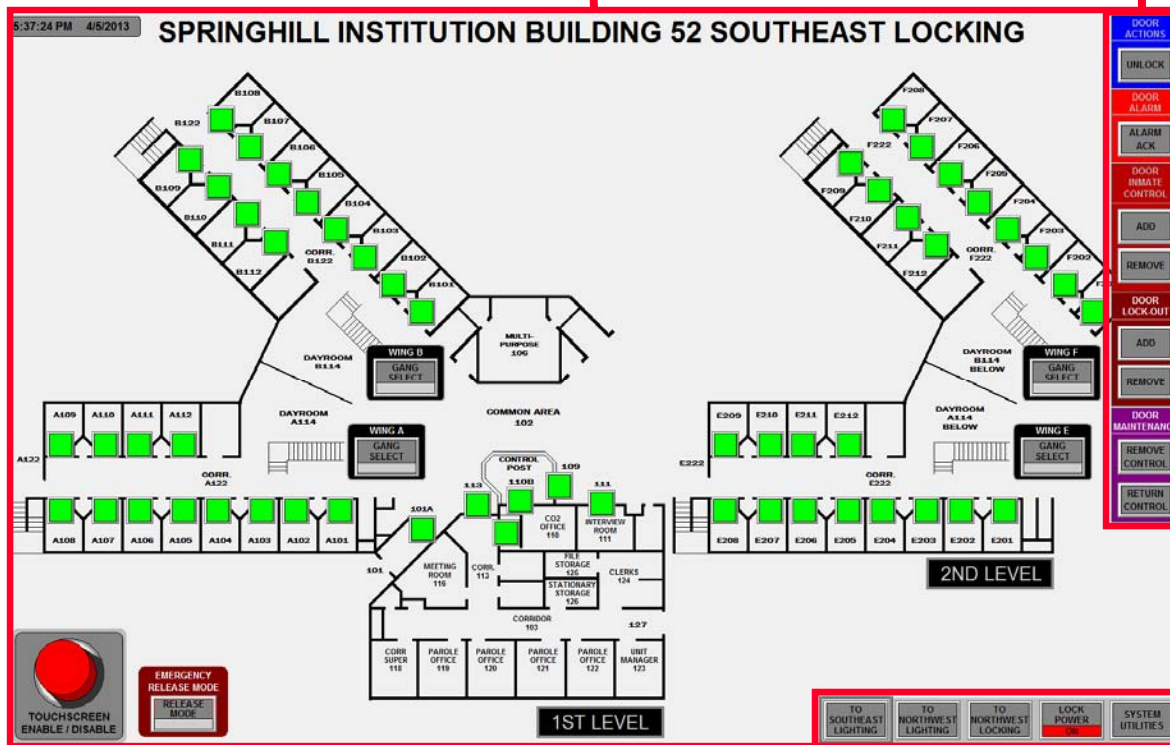 5:37:24 PM 4/5/2013
SPRINGHILL INSTITUTION BUILDING 52 SOUTHEAST LOCKING
DOOR
ACTIONS
UNLOCK
DOOR
ALARM
ALARM
ACK
DOOR
INMATE
CONTROL
ADD
REMOVE
DOOR
LOCK-OUT
ADD
REMOVE
DOOR
MAINTENANC
REMOVE
CONTROL
RETURN
CONTROL
B108
B107
B106
B105
B104
B103
B102
B101
B122
B109
B110
B111
B112
CORR.
B122
F208
F207
F206
F205
F204
F203
F202
F222
F209
F210
F211
F212
CORR.
F222
MULTI-
PURPOSE
106
DAYROOM
B114
WING B
GANG
SELECT
DAYROOM
B114
BELOW
WING F
GANG
SELECT
A109 A110 A111 A112
DAYROOM
A114
WING A
GANG
SELECT
COMMON AREA
102
E209 E210 E211 E212
DAYROOM
A114
BELOW
WING E
GANG
SELECT
A122
CORR.
A122
CONTROL
POST
109
113
110B
111
101A
E222
CORR.
E222
A108 A107 A106 A105 A104 A103 A102 A101
E208 E207 E206 E205 E204 E203 E202 E201
CO2
OFFICE
110
INTERVIEW
ROOM
111
101
MEETING
ROOM
116
CORR.
113
FILE
STORAGE
125
CLERKS
124
STATIONARY
STORAGE
126
CORRIDOR
103
127
CORR
SUPER
118
PAROLE
OFFICE
119
PAROLE
OFFICE
120
PAROLE
OFFICE
121
PAROLE
OFFICE
122
UNIT
MANAGER
123
2ND LEVEL
1ST LEVEL
TOUCHSCREEN
ENABLE / DISABLE
EMERGENCY
RELEASE MODE
RELEASE
MODE
TO
SOUTHEAST
LIGHTING
TO
NORTHWEST
LIGHTING
TO
NORTHWEST
LOCKING
LOCK
POWER
ON
SYSTEM
UTILITIES